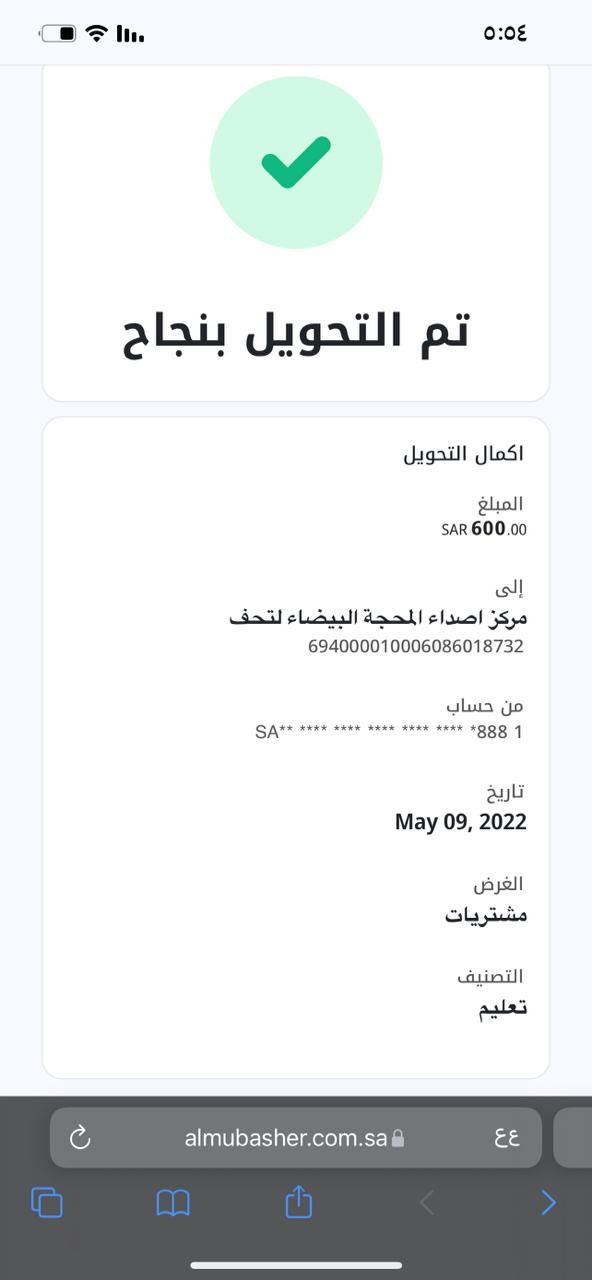 ٥:٥٤
تم التحويل بنجاح
اكمال التحويل
المبلغ
SAR 600.00
إلى
مركز اصداء المحجة البيضاء لتحف
694000010006086018732
من حساب
SA** **** **** **** **** **** *888 1
تاريخ
May 09, 2022
الغرض
مشتريات
التصنيف
تعليم
almubasher.com.sa
ﻋﻊ